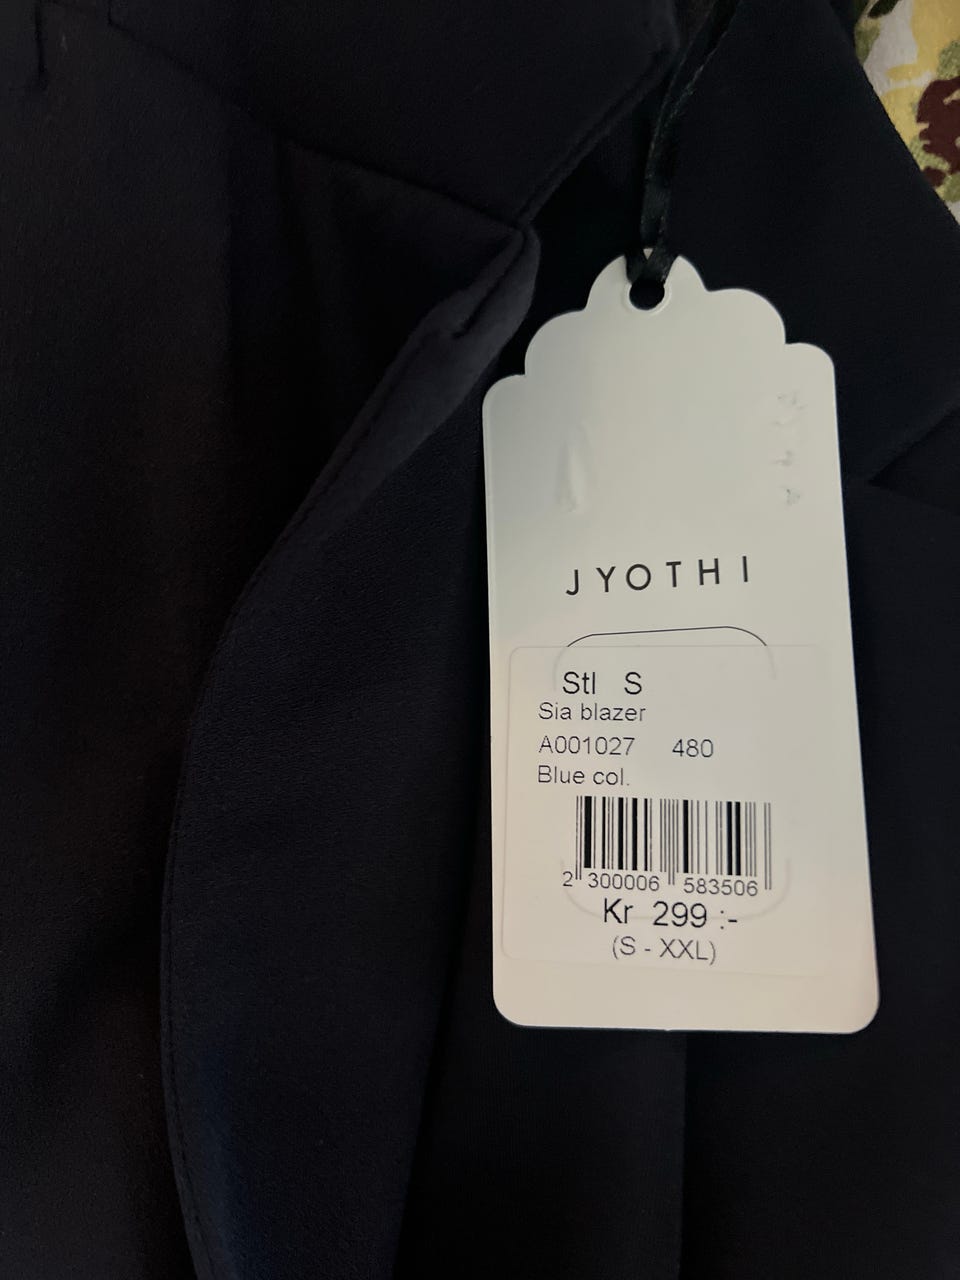 JYOTHI
Stl S
Sia blazer
A001027 480
Blue col.
2 300006 583506
Kr 299 :-
(S - XXL)